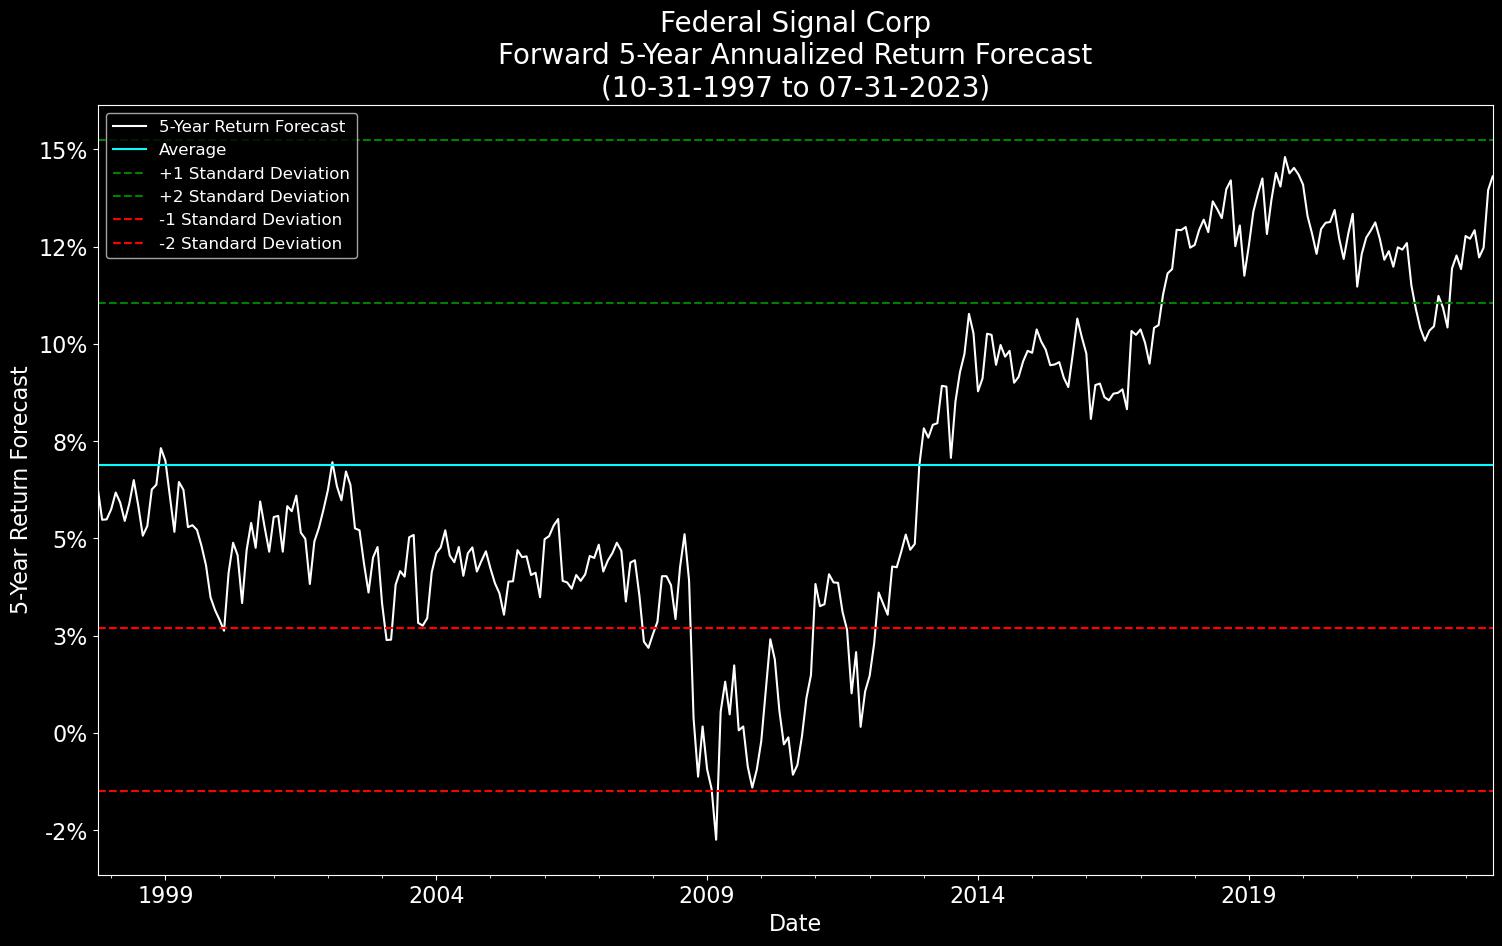 Federal Signal Corp
Forward 5-Year Annualized Return Forecast
(10-31-1997 to 07-31-2023)
5-Year Return Forecast
Average
+1 Standard Deviation
+2 Standard Deviation
-1 Standard Deviation
-2 Standard Deviation
15%
12%
10%
8%
5%
3%
0%
-2%
5-Year Return Forecast
1999
2004
2009
2014
2019
Date